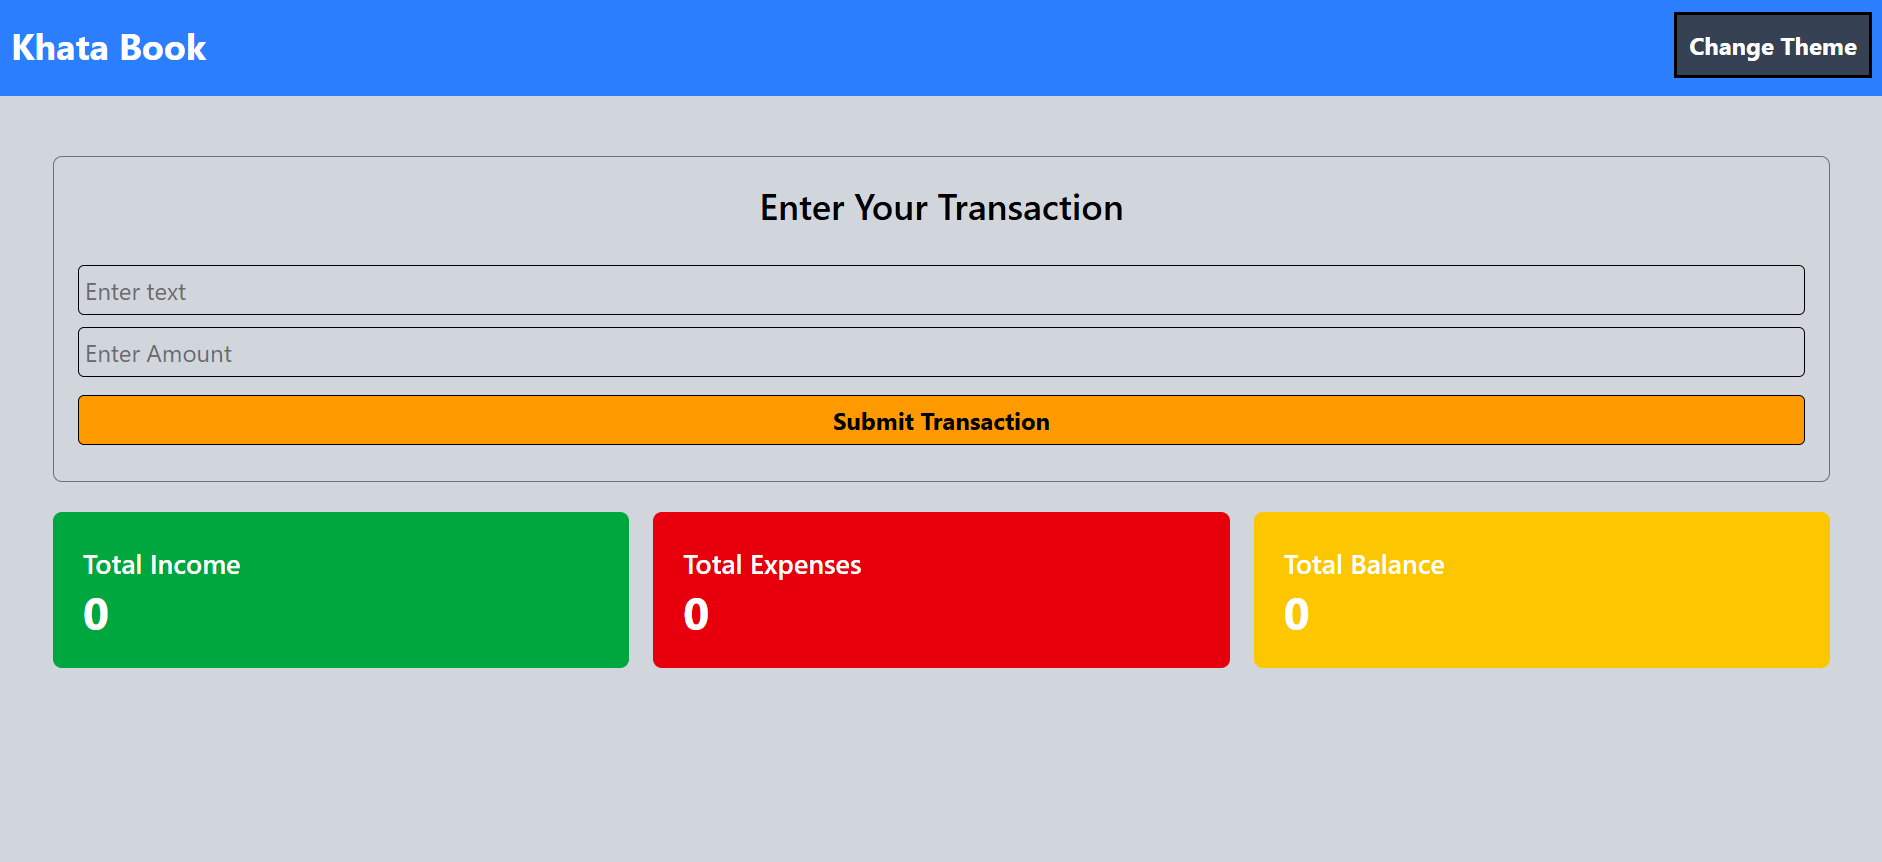 Khata Book
Change Theme
Enter Your Transaction
Enter text
Enter Amount
Submit Transaction
Total Income
0
Total Expenses
0
Total Balance
0